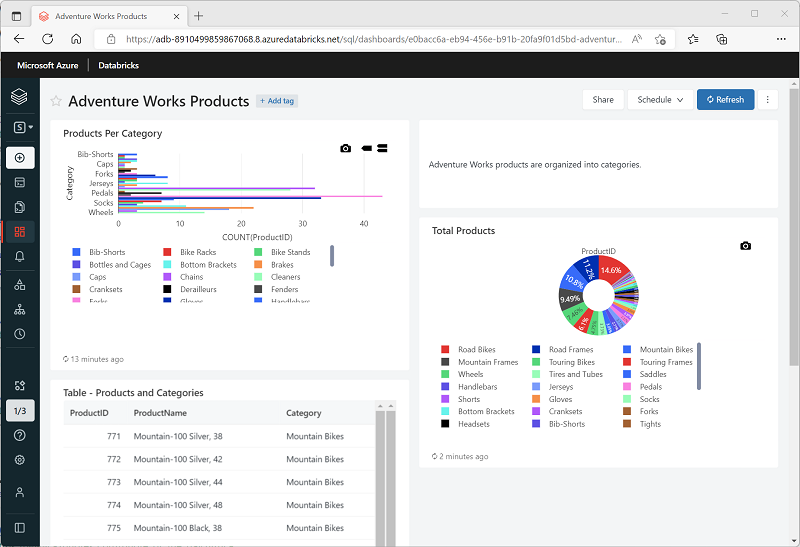 Adventure Works Products
https://adb-8910499859867068.8.azuredatabricks.net/sql/dashboards/e0bacc6a-eb94-456e-b91b-20fa9f01d5bd-adventur...
Microsoft Azure
Databricks
Adventure Works Products
+ Add tag
Share
Schedule
Refresh
S
1/3
Products Per Category
Category
Bib-Shorts
Caps
Forks
Jerseys
Pedals
Socks
Wheels
0 10 20 30 40
COUNT(ProductID)
Bib-Shorts Bike Racks Bike Stands
Bottles and Cages Bottom Brackets Brakes
Caps Chains Cleaners
Cranksets Derailleurs Fenders
Forks Gloves Handlebars
13 minutes ago
Adventure Works products are organized into categories.
Total Products
ProductID
14.6%
11.2%
10.8%
9.49%
7.46%
6.1%
Road Bikes Road Frames Mountain Bikes
Mountain Frames Touring Bikes Touring Frames
Wheels Tires and Tubes Saddles
Handlebars Jerseys Pedals
Shorts Gloves Socks
Bottom Brackets Cranksets Forks
Headsets Bib-Shorts Tights
2 minutes ago
Table - Products and Categories
ProductID ProductName Category
771 Mountain-100 Silver, 38 Mountain Bikes
772 Mountain-100 Silver, 42 Mountain Bikes
773 Mountain-100 Silver, 44 Mountain Bikes
774 Mountain-100 Silver, 48 Mountain Bikes
775 Mountain-100 Black, 38 Mountain Bikes